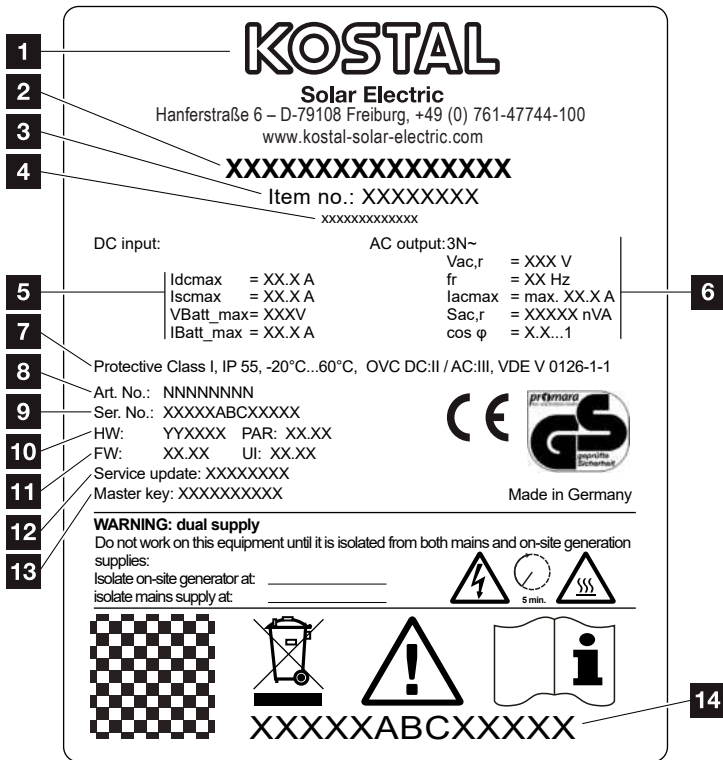 KOSTAL
Solar Electric
Hanferstraße 6 – D-79108 Freiburg, +49 (0) 761-47744-100
www.kostal-solar-electric.com
XXXXXXXXXXXXXXXX
Item no.: XXXXXXXX
xxxxxxxxxxxxx
DC input:
Idcmax = XX.X A
Iscmax = XX.X A
VBatt_max= XXXV
IBatt_max = XX.X A
AC output: 3N~
Vac,r = XXX V
fr = XX Hz
Iacmax = max. XX.X A
Sac,r = XXXXX nVA
cos φ = X.X...1
Protective Class I, IP 55, -20°C...60°C, OVC DC:II / AC:III, VDE V 0126-1-1
Art. No.: NNNNNNNN
Ser. No.: XXXXXABCXXXXX
HW: YYXXXX PAR: XX.XX
FW: XX.XX UI: XX.XX
Service update: XXXXXXXX
Master key: XXXXXXXXXX
CE
promara
GS
geprüfte
Sicherheit
Made in Germany
WARNING: dual supply
Do not work on this equipment until it is isolated from both mains and on-site generation
supplies:
Isolate on-site generator at:
isolate mains supply at:
5 min.
XXXXXABCXXXXX
1
2
3
4
5
6
7
8
9
10
11
12
13
14